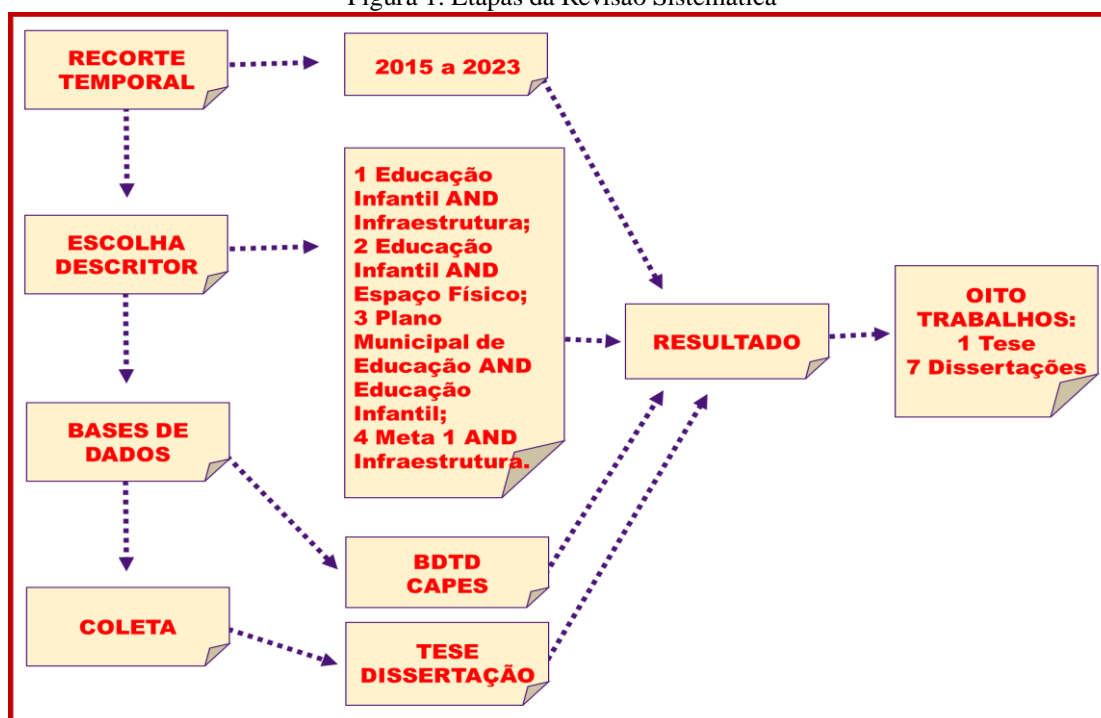 Figura 1: Etapas da Revisão Sistemática
RECORTE
TEMPORAL
2015 a 2023
ESCOLHA
DESCRITOR
1 Educação
Infantil AND
Infraestrutura;
2 Educação
Infantil AND
Espaço Físico;
3 Plano
Municipal de
Educação AND
Educação
Infantil;
4 Meta 1 AND
Infraestrutura.
BASES DE
DADOS
BDTD
CAPES
COLETA
TESE
DISSERTAÇÃO
RESULTADO
OITO
TRABALHOS:
1 Tese
7 Dissertações